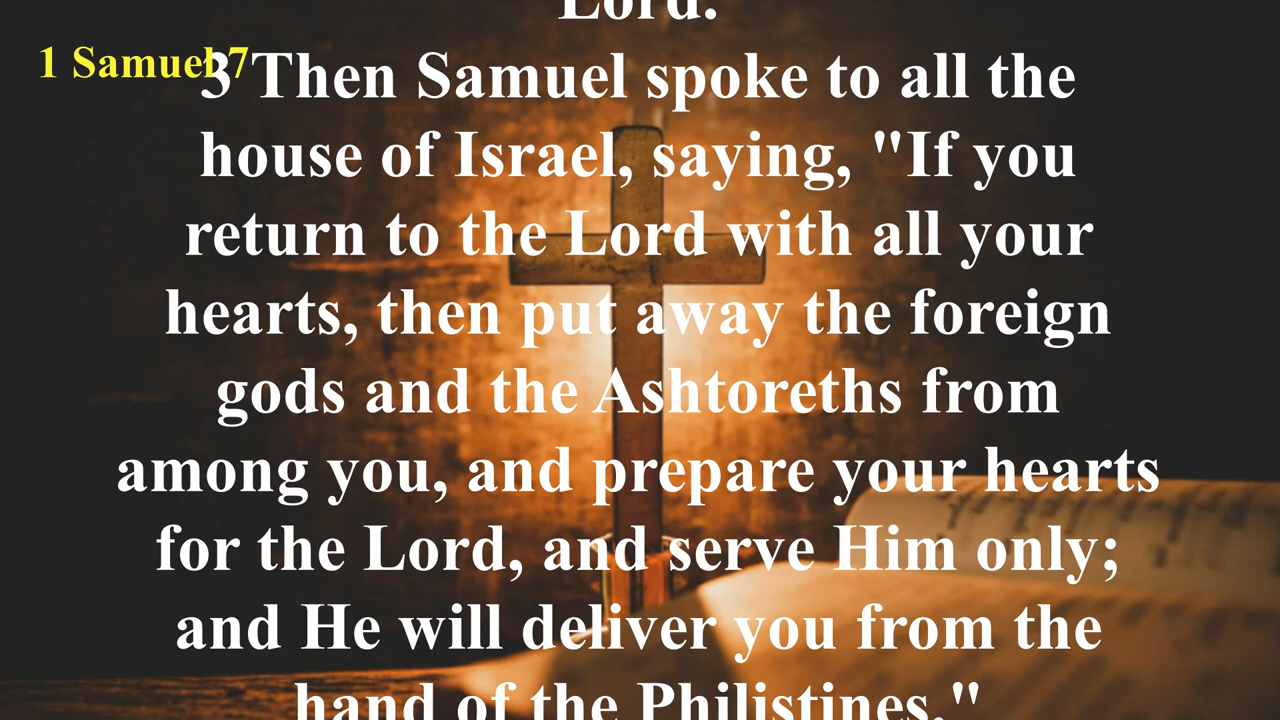 Lord.
1 Samuel 7
3 Then Samuel spoke to all the
house of Israel, saying, "If you
return to the Lord with all your
hearts, then put away the foreign
gods and the Ashtoreths from
among you, and prepare your hearts
for the Lord, and serve Him only;
and He will deliver you from the
hand of the Philistines."